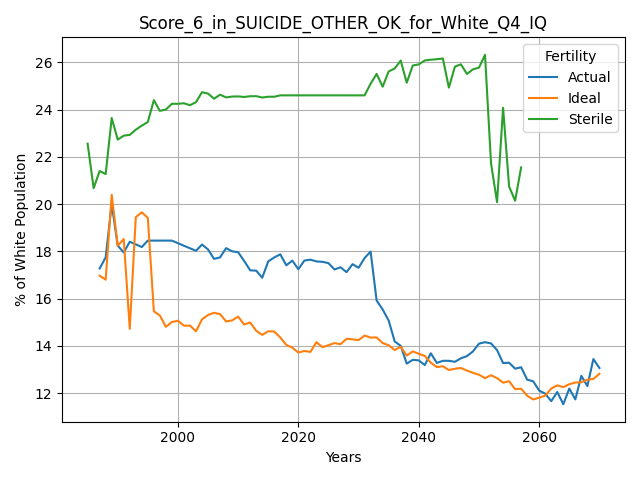 Score_6_in_SUICIDE_OTHER_OK_for_White_Q4_IQ
% of White Population
26
24
22
20
18
16
14
12
Fertility
Actual
Ideal
Sterile
2000
2020
2040
2060
Years